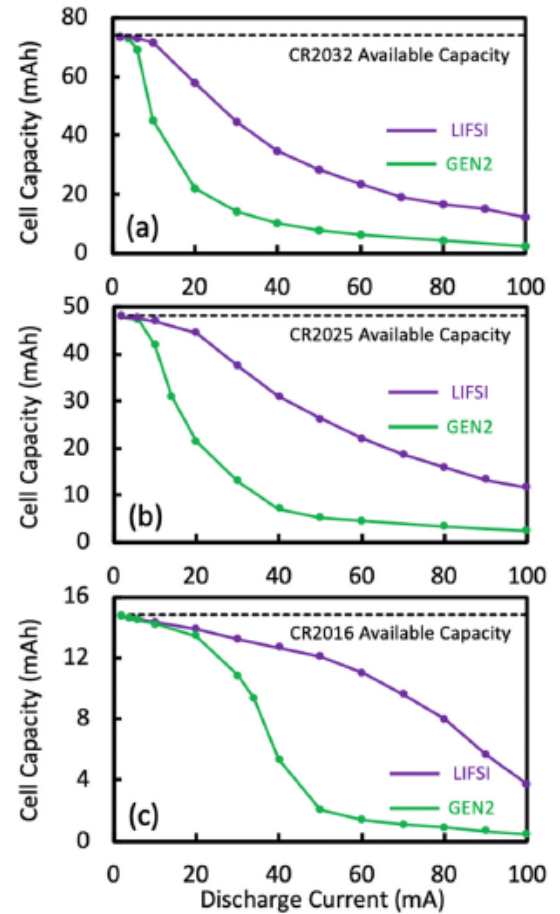 80
60
40
20
0
Cell Capacity (mAh)
CR2032 Available Capacity
LIFSI
GEN2
(a)
0 20 40 60 80 100
50
40
30
20
10
0
Cell Capacity (mAh)
CR2025 Available Capacity
LIFSI
GEN2
(b)
0 20 40 60 80 100
16
12
8
4
0
Cell Capacity (mAh)
CR2016 Available Capacity
LIFSI
GEN2
(c)
0 20 40 60 80 100
Discharge Current (mA)